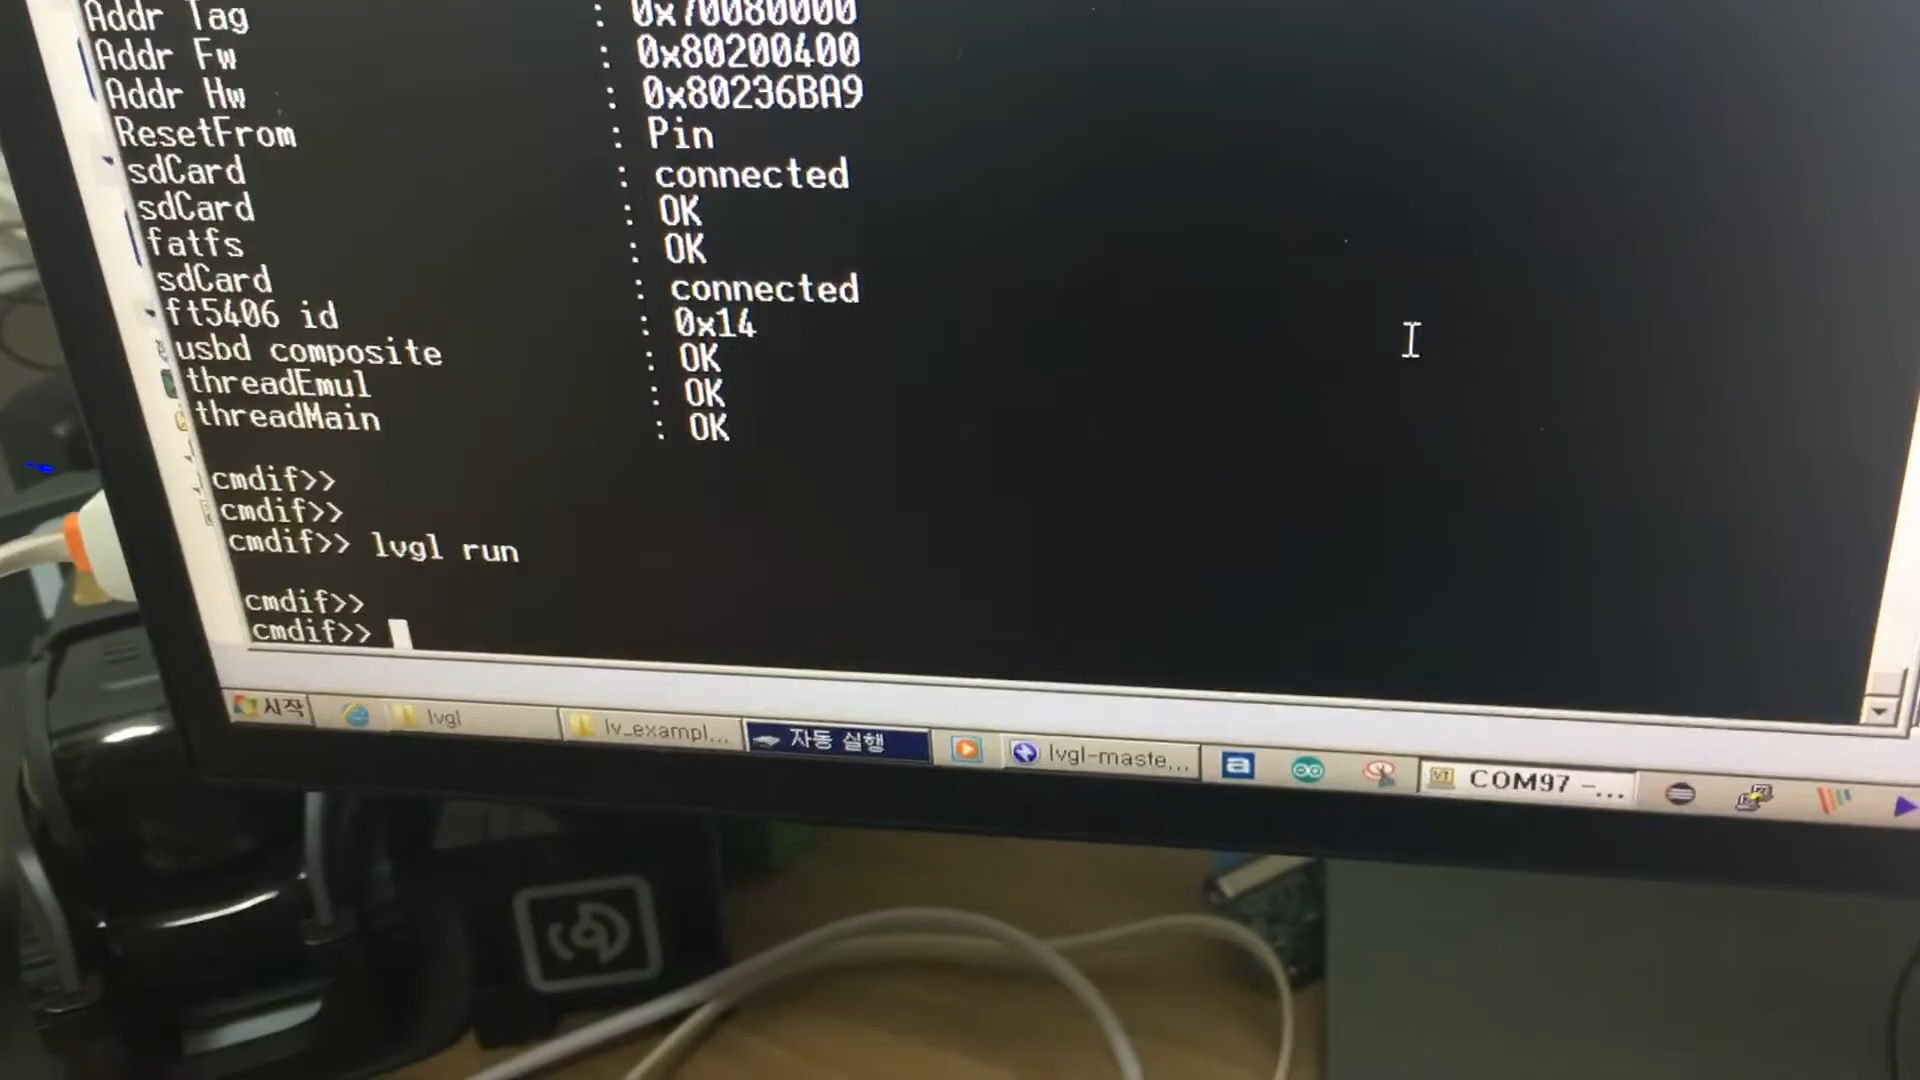 Addr Tag : 0x70080000
Addr Fw : 0x80200400
Addr Hw : 0x80236BA9
ResetFrom : Pin
sdCard : connected
sdCard : OK
fatfs : OK
sdCard : connected
ft5406 id : 0x14
usbd composite : OK
threadEmul : OK
threadMain : OK
cmdif>>
cmdif>>
cmdif>> lvgl run
cmdif>>
cmdif>>
시작 lvgl lv_exampl... 자동 실행 lvgl-maste... a COM97 -...